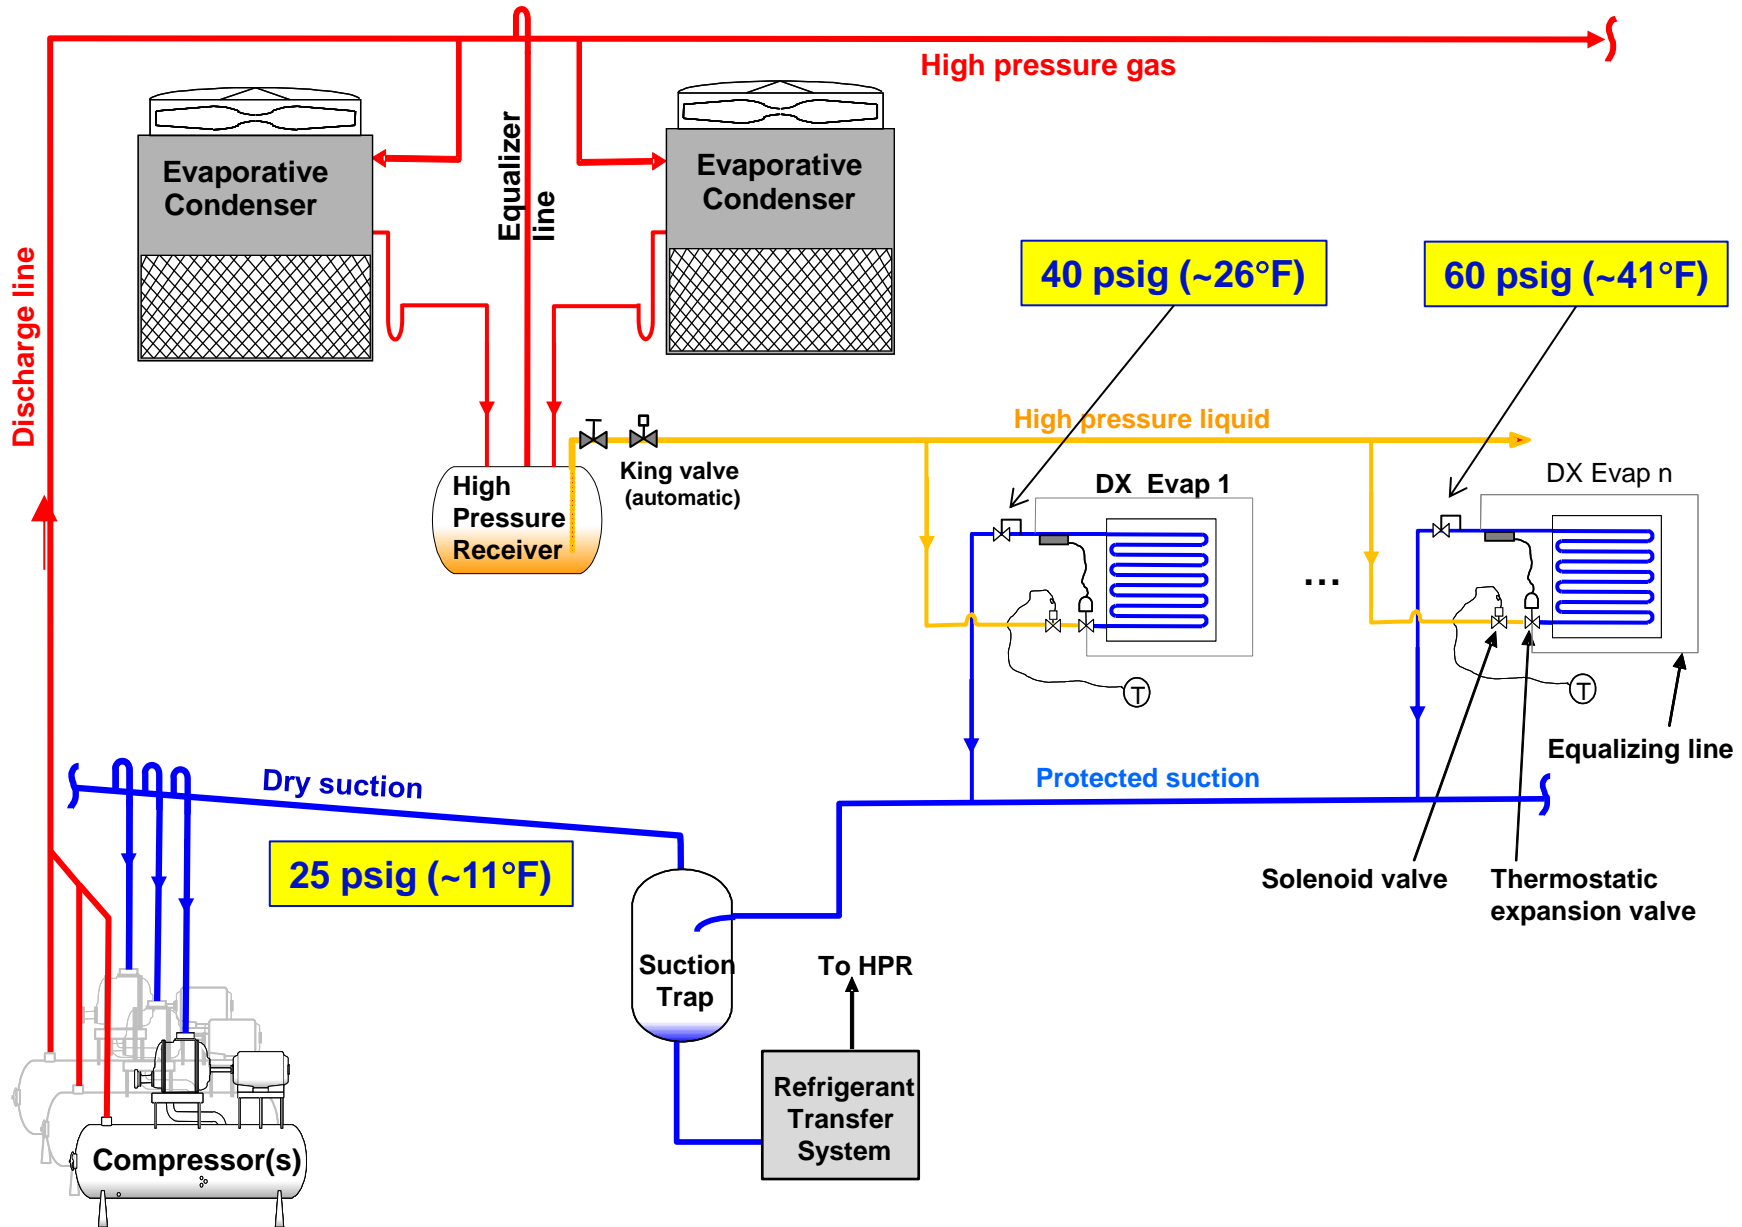 High pressure gas
Evaporative
Condenser
Equalizer
line
Evaporative
Condenser
40 psig (~26°F)
60 psig (~41°F)
Discharge line
High pressure liquid
King valve
(automatic)
High
Pressure
Receiver
DX Evap 1
DX Evap n
...
T
T
Equalizing line
Dry suction
Protected suction
25 psig (~11°F)
Solenoid valve
Thermostatic
expansion valve
Suction
Trap
To HPR
Refrigerant
Transfer
System
Compressor(s)